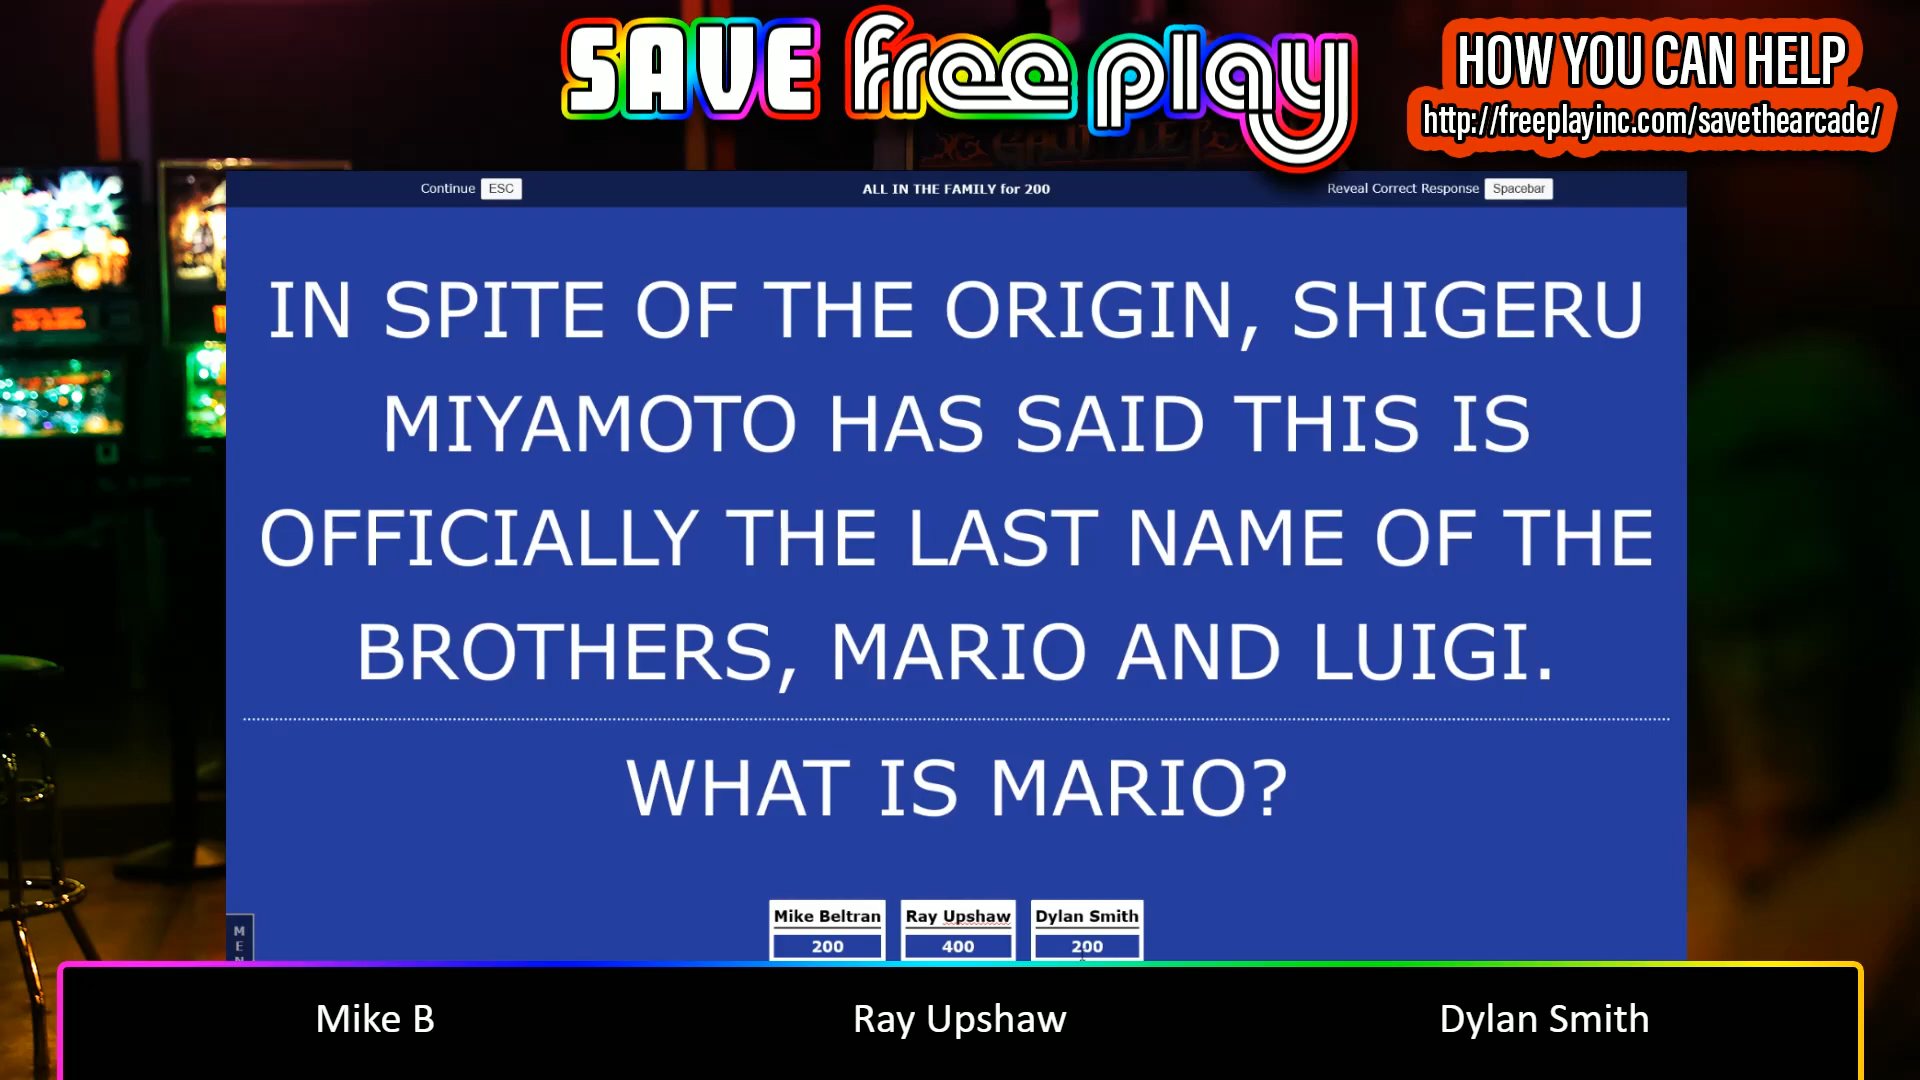 SAVE free play
HOW YOU CAN HELP
http://freeplayinc.com/savethearcade/
Continue ESC
ALL IN THE FAMILY for 200
Reveal Correct Response Spacebar
IN SPITE OF THE ORIGIN, SHIGERU
MIYAMOTO HAS SAID THIS IS
OFFICIALLY THE LAST NAME OF THE
BROTHERS, MARIO AND LUIGI.
WHAT IS MARIO?
Mike Beltran Ray Upshaw Dylan Smith
200 400 200
Mike B Ray Upshaw Dylan Smith